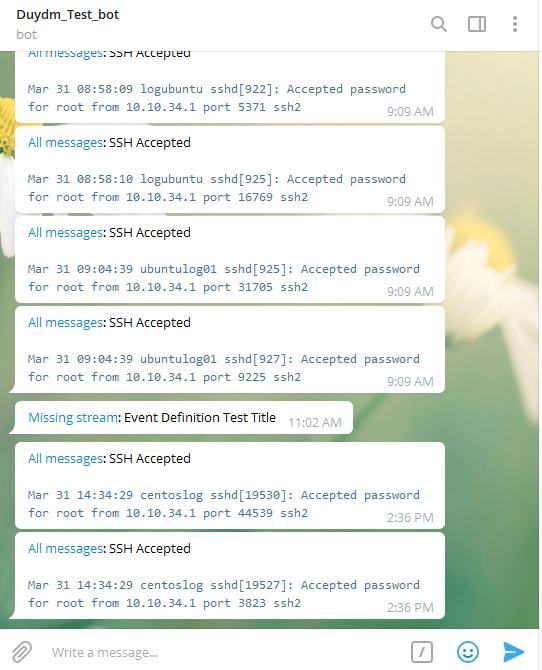 Duydm_Test_bot
bot
All messages: SSH Accepted
Mar 31 08:58:09 logubuntu sshd[922]: Accepted password
for root from 10.10.34.1 port 5371 ssh2
9:09 AM
All messages: SSH Accepted
Mar 31 08:58:10 logubuntu sshd[925]: Accepted password
for root from 10.10.34.1 port 16769 ssh2
9:09 AM
All messages: SSH Accepted
Mar 31 09:04:39 ubuntulog01 sshd[925]: Accepted password
for root from 10.10.34.1 port 31705 ssh2
9:09 AM
All messages: SSH Accepted
Mar 31 09:04:39 ubuntulog01 sshd[927]: Accepted password
for root from 10.10.34.1 port 9225 ssh2
9:09 AM
Missing stream: Event Definition Test Title
11:02 AM
All messages: SSH Accepted
Mar 31 14:34:29 centoslog sshd[19530]: Accepted password
for root from 10.10.34.1 port 44539 ssh2
2:36 PM
All messages: SSH Accepted
Mar 31 14:34:29 centoslog sshd[19527]: Accepted password
for root from 10.10.34.1 port 3823 ssh2
2:36 PM
Write a message...